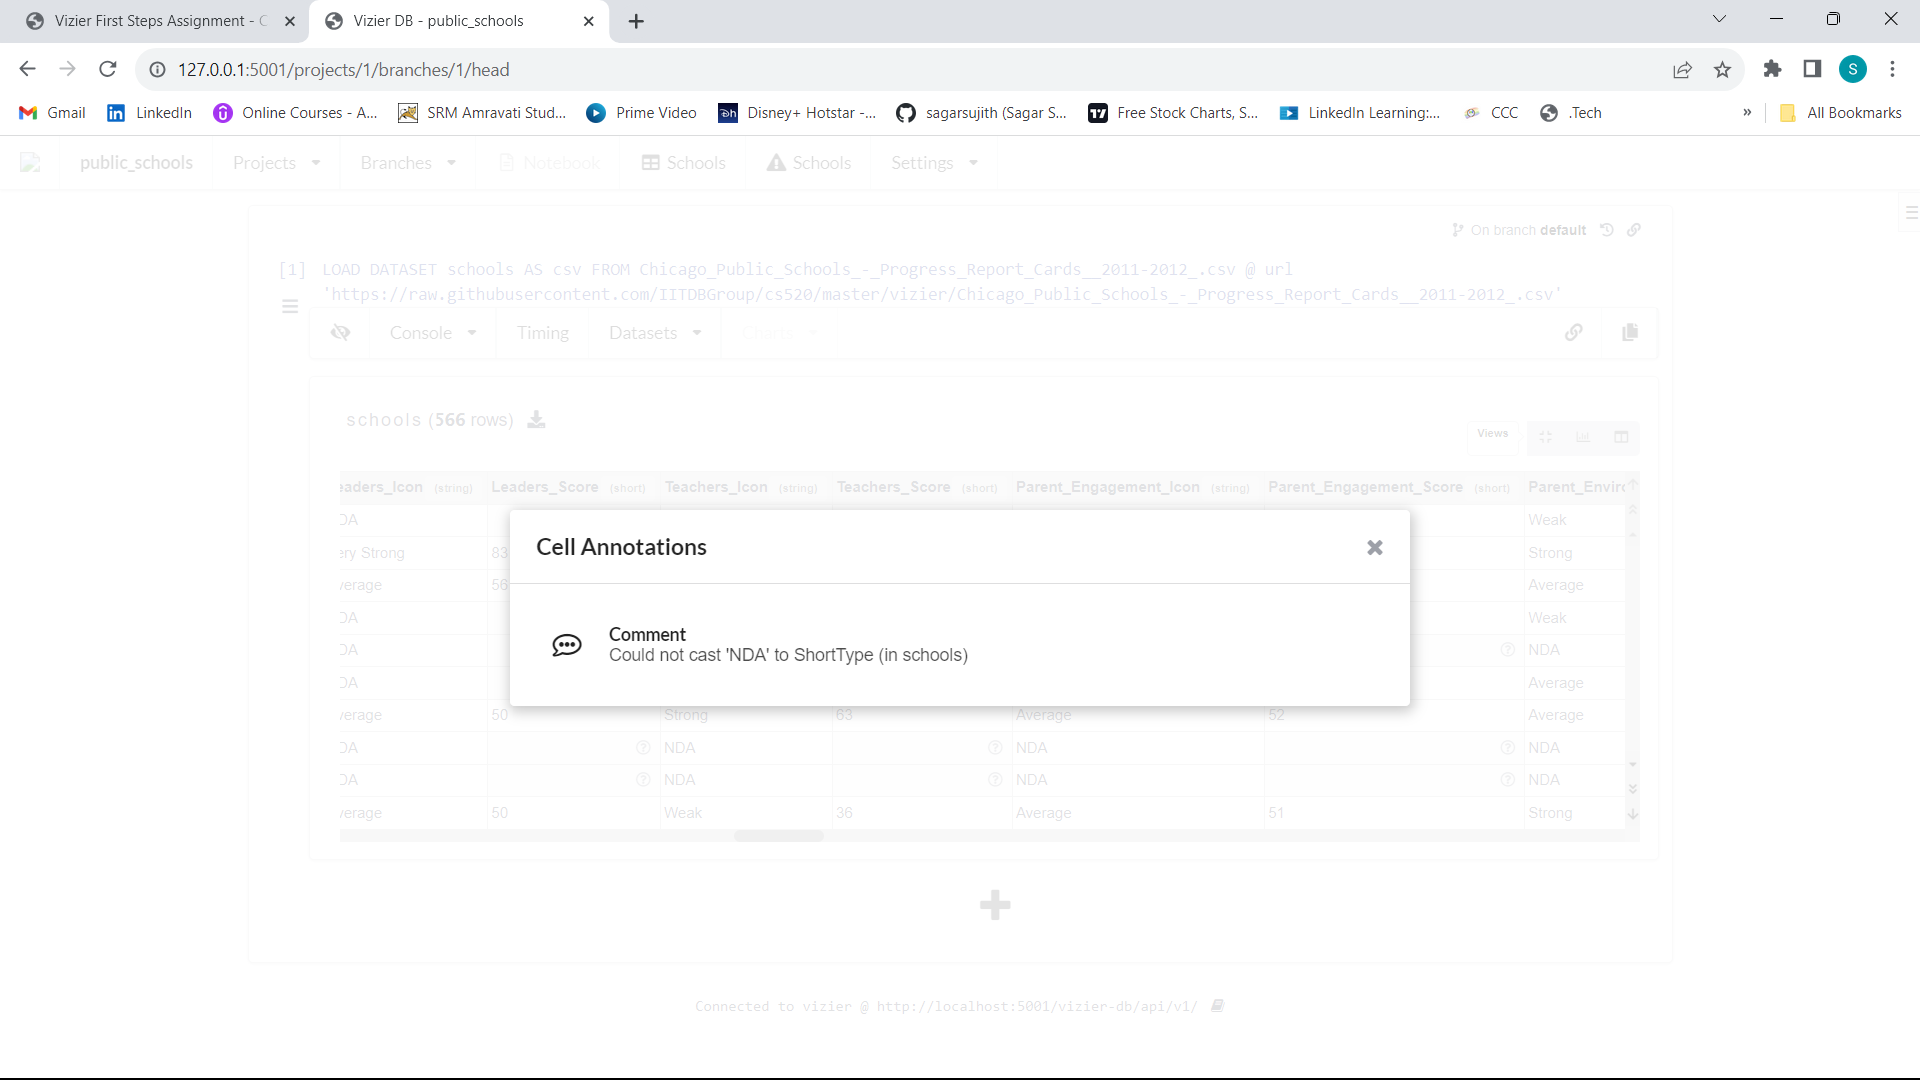 Vizier First Steps Assignment - C
Vizier DB - public_schools
127.0.0.1:5001/projects/1/branches/1/head
S
Gmail
LinkedIn
Online Courses - A...
SRM Amravati Stud...
Prime Video
Disney+ Hotstar -...
sagarsujith (Sagar S...
Free Stock Charts, S...
LinkedIn Learning:...
CCC
.Tech
»
All Bookmarks
public_schools
Projects
Branches
Notebook
Schools
Schools
Settings
On branch default
[1] LOAD DATASET schools AS csv FROM Chicago_Public_Schools_-_Progress_Report_Cards__2011-2012_.csv @ url
'https://raw.githubusercontent.com/IITDBGroup/cs520/master/vizier/Chicago_Public_Schools_-_Progress_Report_Cards__2011-2012_.csv'
Console
Timing
Datasets
Charts
schools (566 rows)
Views
eaders_Icon (string) Leaders_Score (short) Teachers_Icon (string) Teachers_Score (short) Parent_Engagement_Icon (string) Parent_Engagement_Score (short) Parent_Enviro
DA Weak
ery Strong 83 Strong
verage 56 Average
DA Weak
DA NDA
DA Average
verage 50 Strong 63 Average 52 Average
DA NDA NDA NDA
DA NDA NDA NDA
verage 50 Weak 36 Average 51 Strong
Cell Annotations
Comment
Could not cast 'NDA' to ShortType (in schools)
Connected to vizier @ http://localhost:5001/vizier-db/api/v1/